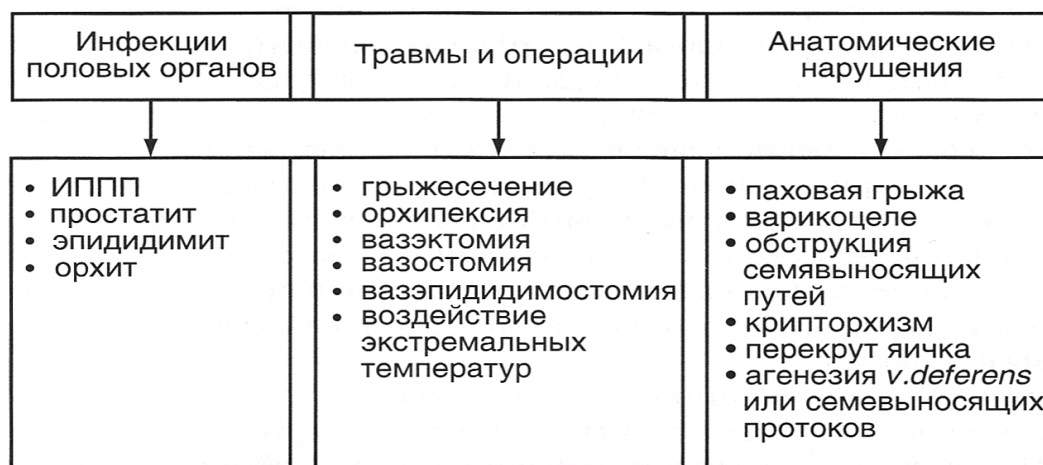 Инфекции
половых органов
Травмы и операции
Анатомические
нарушения
• ИППП
• простатит
• эпидидимит
• орхит
• грыжесечение
• орхипексия
• вазэктомия
• вазостомия
• вазэпидидимостомия
• воздействие
экстремальных
температур
• паховая грыжа
• варикоцеле
• обструкция
семявыносящих
путей
• крипторхизм
• перекрут яичка
• агенезия v.deferens
или семевыносящих
протоков